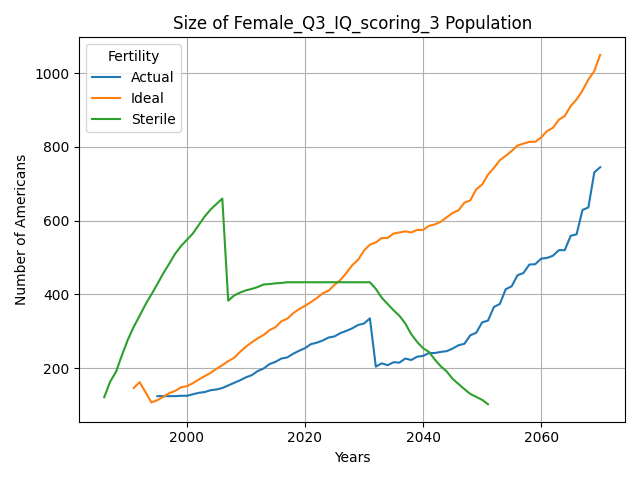 Size of Female_Q3_IQ_scoring_3 Population
Fertility
Actual
Ideal
Sterile
Number of Americans
1000
800
600
400
200
2000
2020
2040
2060
Years